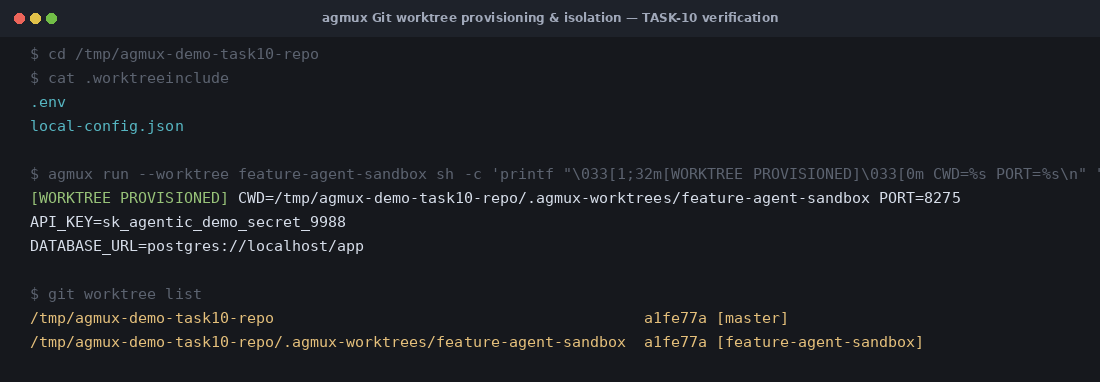 agmux Git worktree provisioning & isolation — TASK-10 verification
$ cd /tmp/agmux-demo-task10-repo
$ cat .worktreeinclude
.env
local-config.json
$ agmux run --worktree feature-agent-sandbox sh -c 'printf "\033[1;32m[WORKTREE PROVISIONED]\033[0m CWD=%s PORT=%s\n" "
[WORKTREE PROVISIONED] CWD=/tmp/agmux-demo-task10-repo/.agmux-worktrees/feature-agent-sandbox PORT=8275
API_KEY=sk_agentic_demo_secret_9988
DATABASE_URL=postgres://localhost/app
$ git worktree list
/tmp/agmux-demo-task10-repo a1fe77a [master]
/tmp/agmux-demo-task10-repo/.agmux-worktrees/feature-agent-sandbox a1fe77a [feature-agent-sandbox]